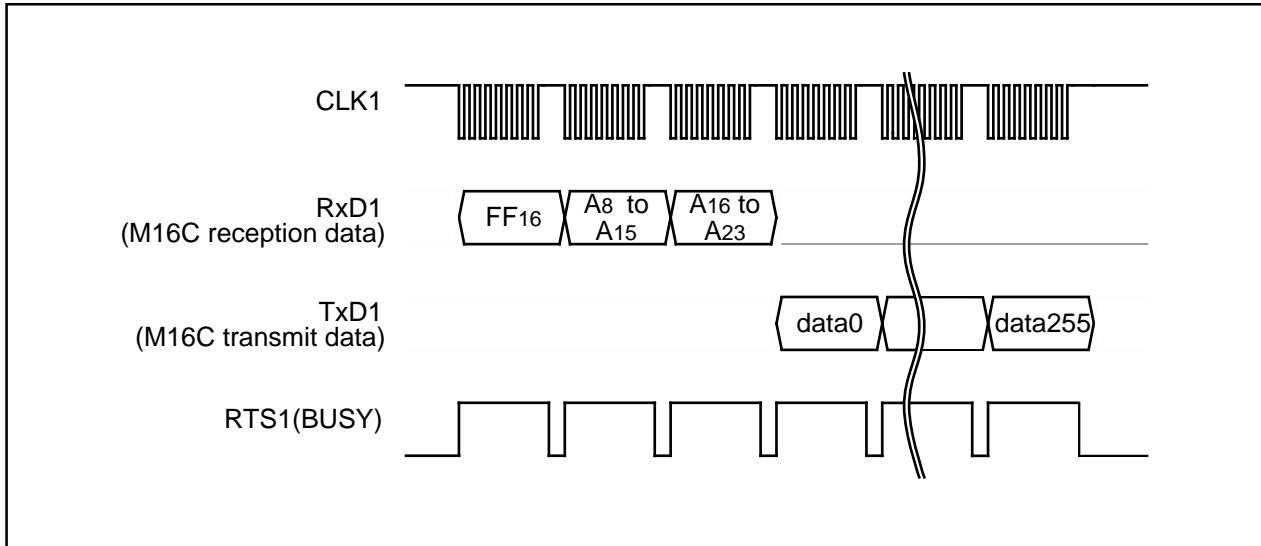 CLK1
RxD1
(M16C reception data)
FF16
A8 to
A15
A16 to
A23
TxD1
(M16C transmit data)
data0
data255
RTS1(BUSY)